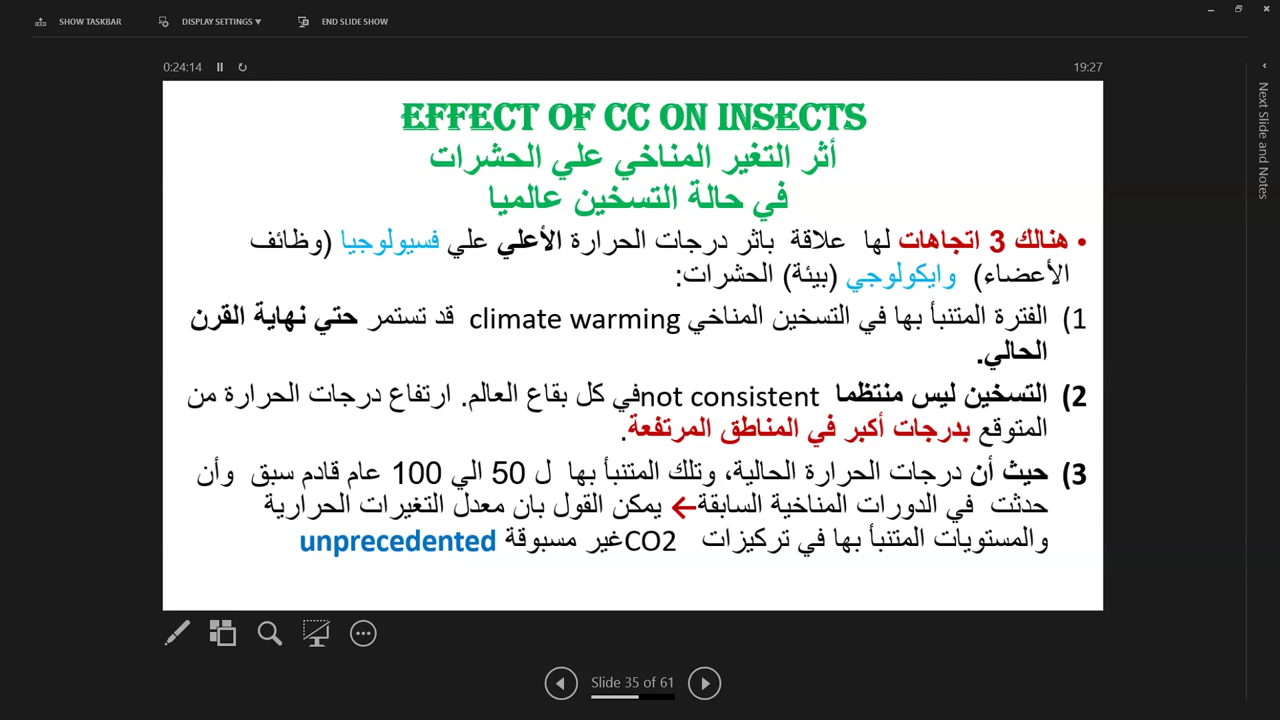 SHOW TASKBAR
DISPLAY SETTINGS
END SLIDE SHOW
0:24:14
19:27
Next Slide and Notes
EFFECT OF CC ON INSECTS
أثر التغير المناخي علي الحشرات
في حالة التسخين عالميا
• هنالك 3 اتجاهات لها علاقة باثر درجات الحرارة الأعلي علي فسيولوجيا (وظائف
الأعضاء) وايكولوجي (بيئة) الحشرات:
1) الفترة المتنبأ بها في التسخين المناخي climate warming قد تستمر حتي نهاية القرن
الحالي.
2) التسخين ليس منتظما not consistent في كل بقاع العالم. ارتفاع درجات الحرارة من
المتوقع بدرجات أكبر في المناطق المرتفعة.
3) حيث أن درجات الحرارة الحالية، وتلك المتنبأ بها ل 50 الي 100 عام قادم سبق وأن
حدثت في الدورات المناخية السابقة← يمكن القول بان معدل التغيرات الحرارية
والمستويات المتنبأ بها في تركيزات CO2 غير مسبوقة unprecedented
Slide 35 of 61